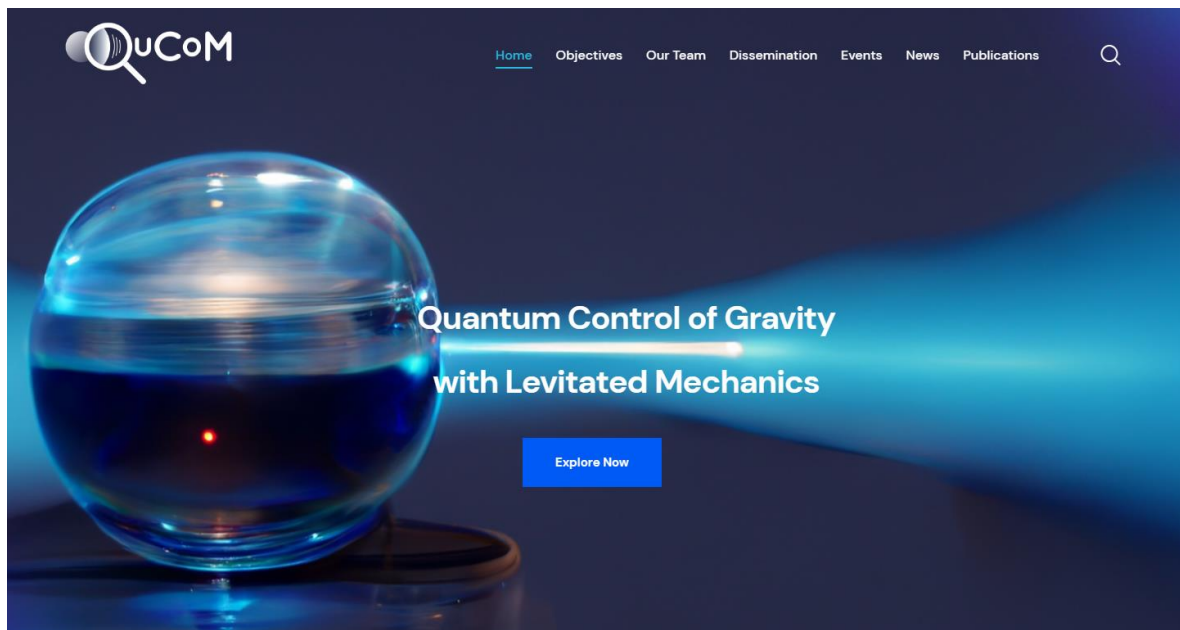 QuCoM
Home Objectives Our Team Dissemination Events News Publications
Quantum Control of Gravity
with Levitated Mechanics
Explore Now